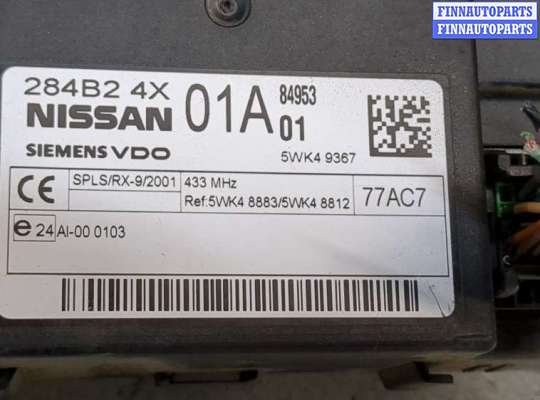 FINNAUTOPARTS
FINNAUTOPARTS
284B2 4X 01A 84953
NISSAN 01
SIEMENS VDO 5WK4 9367
CE SPLS/RX-9/2001 433 MHz
Ref:5WK4 8883/5WK4 8812 77AC7
e 24 AI-00 0103